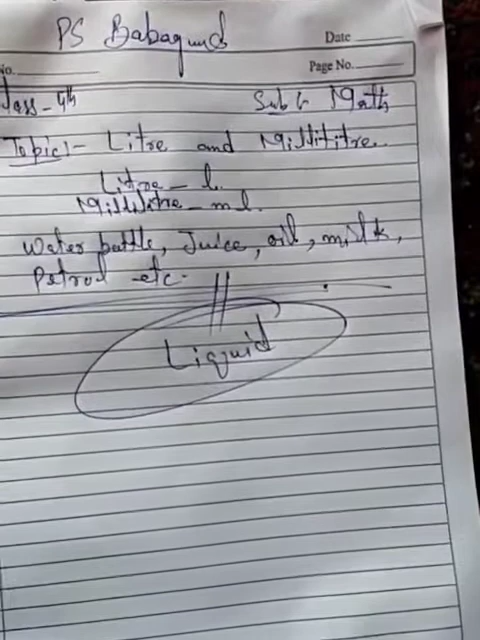 PS Babagund
Date
No.
Page No.
Class - 4th
Sub :- Math
Topic :- Litre and Millilitre.
Litre - l.
Millilitre - ml.
Water bottle, Juice, oil, milk,
Petrol etc.
Liquid